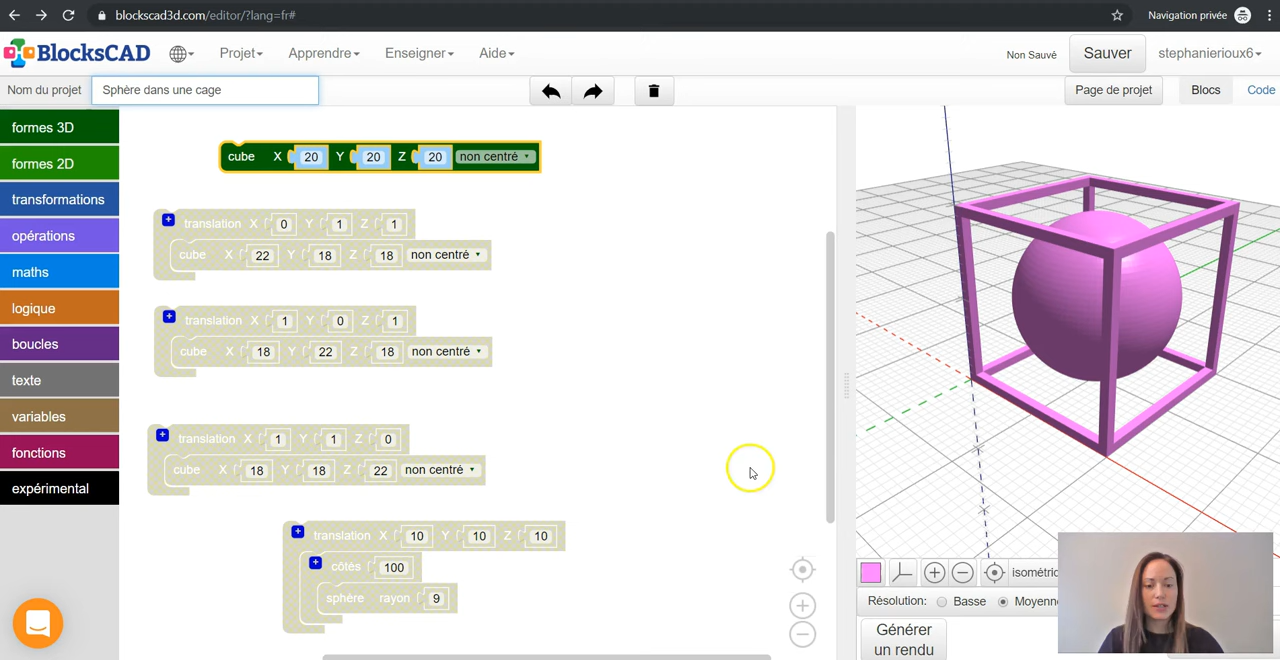 blockscad3d.com/editor/?lang=fr#
Navigation privée
BlocksCAD
Projet
Apprendre
Enseigner
Aide
Non Sauvé
Sauver
stephanierioux6
Nom du projet
Sphère dans une cage
Page de projet
Blocs
Code
formes 3D
formes 2D
transformations
opérations
maths
logique
boucles
texte
variables
fonctions
expérimental
cube X 20 Y 20 Z 20 non centré
translation X 0 Y 1 Z 1
cube X 22 Y 18 Z 18 non centré
translation X 1 Y 0 Z 1
cube X 18 Y 22 Z 18 non centré
translation X 1 Y 1 Z 0
cube X 18 Y 18 Z 22 non centré
translation X 10 Y 10 Z 10
côtés 100
sphère rayon 9
isométric
Résolution: Basse Moyenne
Générer
un rendu